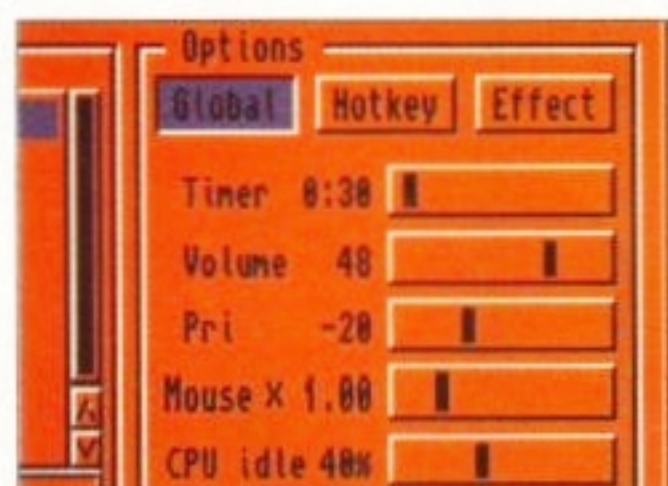 Options
Global Hotkey Effect
Timer 0:30
Volume 48
Pri -20
Mouse X 1.00
CPU idle 40%